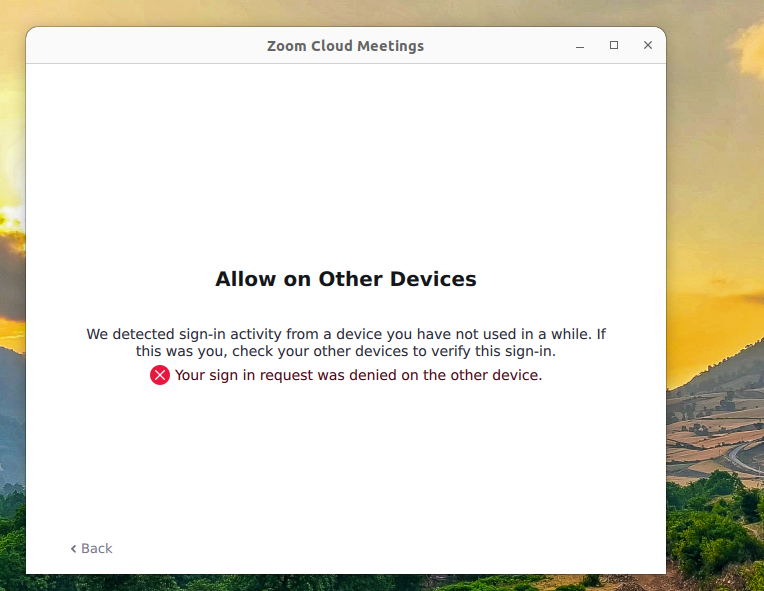 Zoom Cloud Meetings
Allow on Other Devices
We detected sign-in activity from a device you have not used in a while. If
this was you, check your other devices to verify this sign-in.
Your sign in request was denied on the other device.
Back